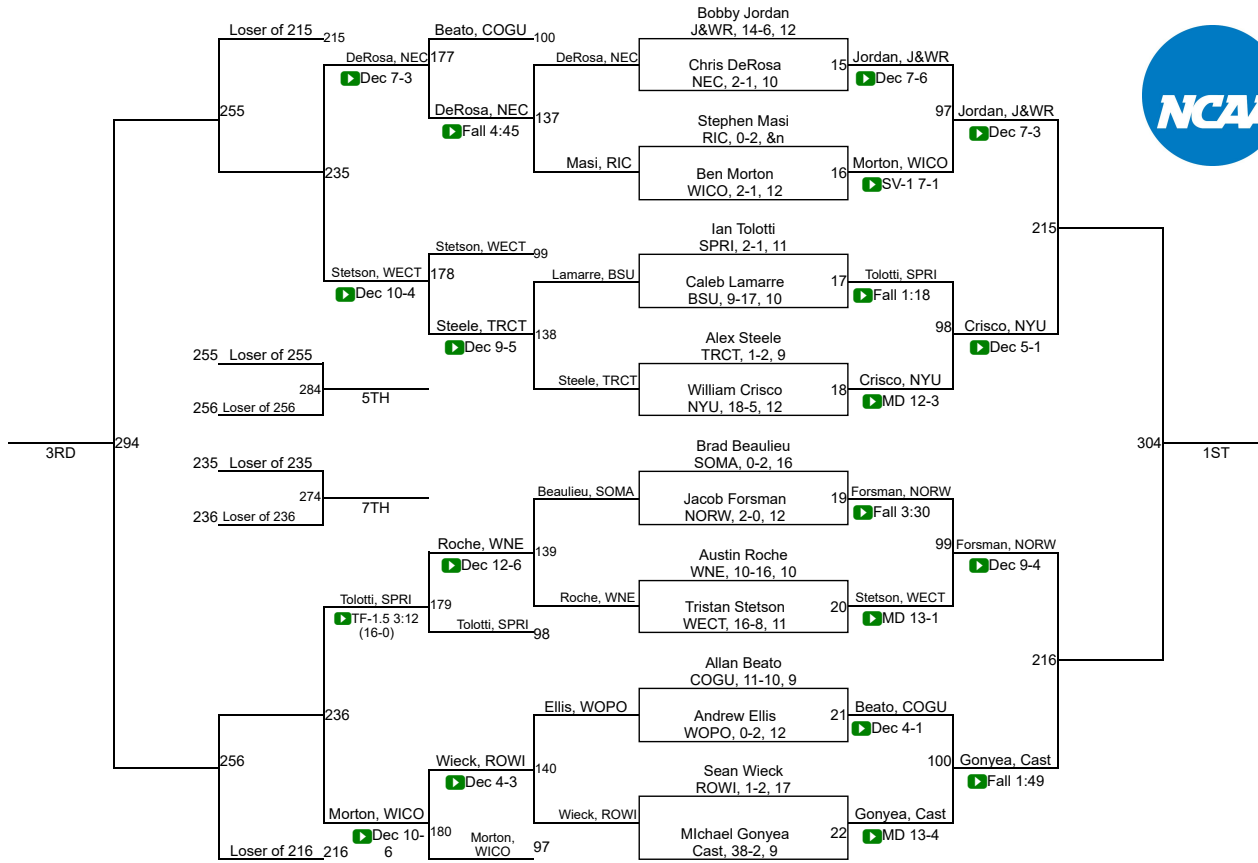 Loser of 215
215
Beato, COGU
100
Bobby Jordan
J&WR, 14-6, 12
DeRosa, NEC
177
Dec 7-3
DeRosa, NEC
Chris DeRosa
NEC, 2-1, 10
15
Jordan, J&WR
Dec 7-6
255
DeRosa, NEC
Fall 4:45
137
Stephen Masi
RIC, 0-2, &n
97
Jordan, J&WR
Dec 7-3
NCAA
235
Masi, RIC
Ben Morton
WICO, 2-1, 12
16
Morton, WICO
SV-1 7-1
215
Ian Tolotti
SPRI, 2-1, 11
Stetson, WECT
99
Stetson, WECT
178
Dec 10-4
Lamarre, BSU
Caleb Lamarre
BSU, 9-17, 10
17
Tolotti, SPRI
Fall 1:18
Steele, TRCT
Dec 9-5
138
Alex Steele
TRCT, 1-2, 9
98
Crisco, NYU
Dec 5-1
255
Loser of 255
284
5TH
256
Loser of 256
Steele, TRCT
William Crisco
NYU, 18-5, 12
18
Crisco, NYU
MD 12-3
294
3RD
304
1ST
235
Loser of 235
274
7TH
236
Loser of 236
Brad Beaulieu
SOMA, 0-2, 16
Beaulieu, SOMA
Jacob Forsman
NORW, 2-0, 12
19
Forsman, NORW
Fall 3:30
Roche, WNE
Dec 12-6
139
Austin Roche
WNE, 10-16, 10
99
Forsman, NORW
Dec 9-4
Tolotti, SPRI
179
TF-1.5 3:12
(16-0)
Tolotti, SPRI
98
Roche, WNE
Tristan Stetson
WECT, 16-8, 11
20
Stetson, WECT
MD 13-1
216
Allan Beato
COGU, 11-10, 9
236
Ellis, WOPO
Andrew Ellis
WOPO, 0-2, 12
21
Beato, COGU
Dec 4-1
256
Wieck, ROWI
Dec 4-3
140
Sean Wieck
ROWI, 1-2, 17
100
Gonyea, Cast
Fall 1:49
Morton, WICO
180
Dec 10-
6
Morton,
WICO
97
Wieck, ROWI
MIchael Gonyea
Cast, 38-2, 9
22
Gonyea, Cast
MD 13-4
Loser of 216
216